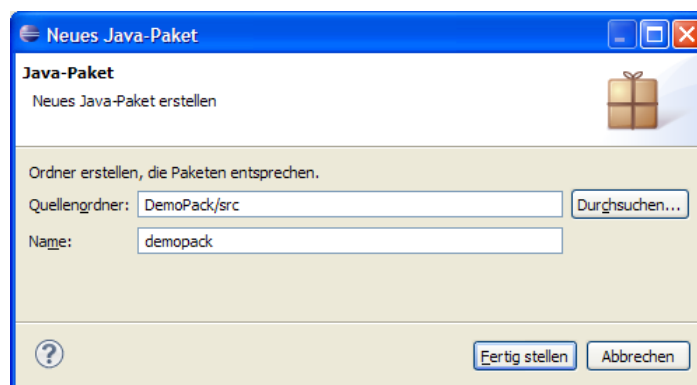 Neues Java-Paket
Java-Paket
Neues Java-Paket erstellen
Ordner erstellen, die Paketen entsprechen.
Quellenordner: DemoPack/src Durchsuchen...
Name: demopack
? Fertig stellen Abbrechen